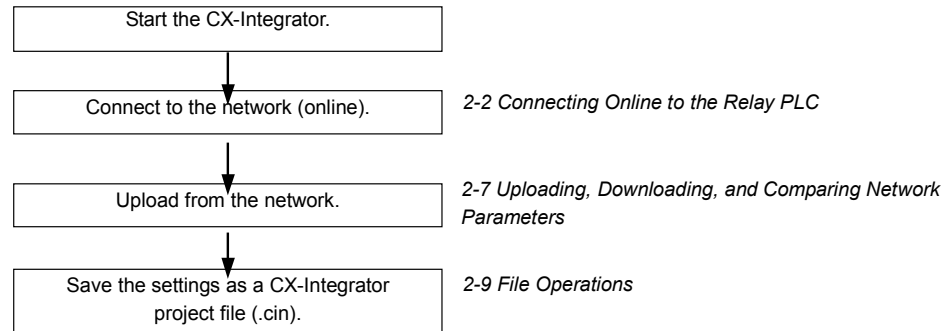 Start the CX-Integrator.
Connect to the network (online).
2-2 Connecting Online to the Relay PLC
Upload from the network.
2-7 Uploading, Downloading, and Comparing Network
Parameters
Save the settings as a CX-Integrator
project file (.cin).
2-9 File Operations